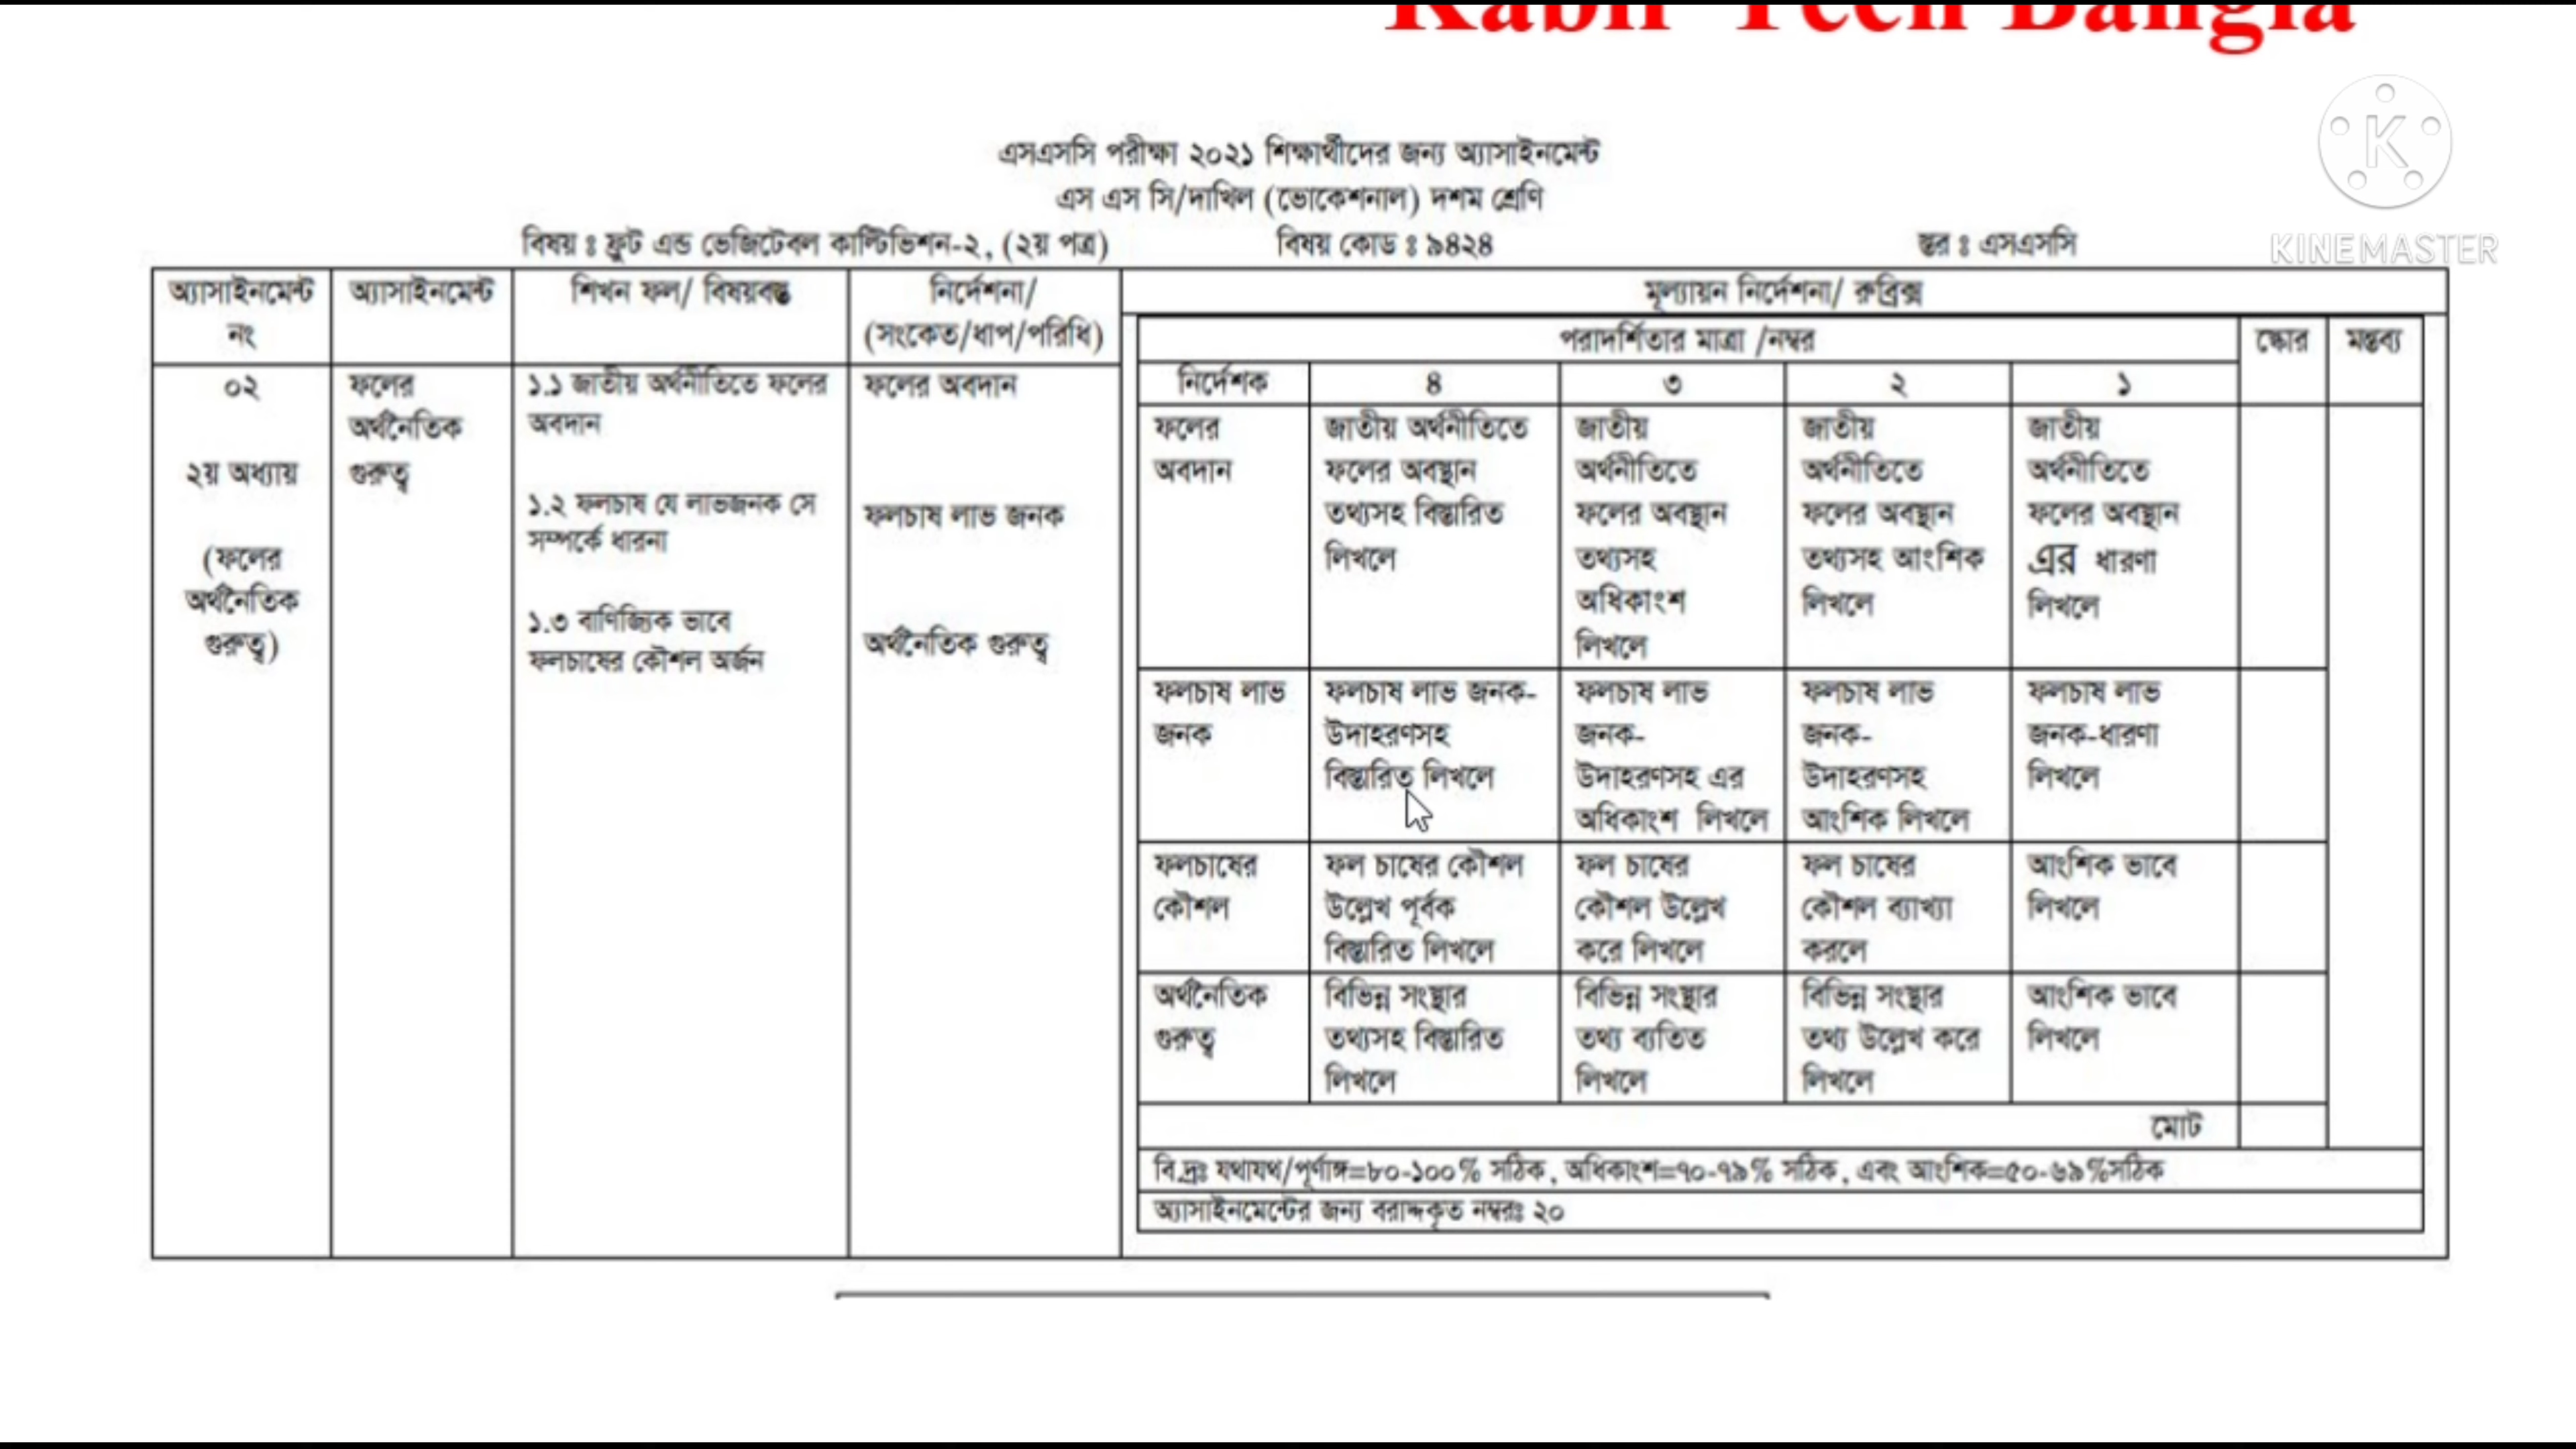 Kabir Tech Bangla
KINEMASTER
এসএসসি পরীক্ষা ২০২১ শিক্ষার্থীদের জন্য অ্যাসাইনমেন্ট
এস এস সি/দাখিল (ভোকেশনাল) দশম শ্রেণি
বিষয় ঃ ফ্রুট এন্ড ভেজিটেবল কাল্টিভিশন-২, (২য় পত্র) বিষয় কোড ঃ ৯৪২৪ স্তর ঃ এসএসসি
অ্যাসাইনমেন্ট
নং
অ্যাসাইনমেন্ট
শিখন ফল/ বিষয়বস্তু
নির্দেশনা/
(সংকেত/ধাপ/পরিধি)
মূল্যায়ন নির্দেশনা/ রুব্রিক্স
০২
২য় অধ্যায়
(ফলের
অর্থনৈতিক
গুরুত্ব)
ফলের
অর্থনৈতিক
গুরুত্ব
১.১ জাতীয় অর্থনীতিতে ফলের
অবদান
১.২ ফলচাষ যে লাভজনক সে
সম্পর্কে ধারনা
১.৩ বাণিজ্যিক ভাবে
ফলচাষের কৌশল অর্জন
ফলের অবদান
ফলচাষ লাভ জনক
অর্থনৈতিক গুরুত্ব
পরাদর্শিতার মাত্রা /নম্বর
স্কোর
মন্তব্য
নির্দেশক
৪
৩
২
১
ফলের
অবদান
জাতীয় অর্থনীতিতে
ফলের অবস্থান
তথ্যসহ বিস্তারিত
লিখলে
জাতীয়
অর্থনীতিতে
ফলের অবস্থান
তথ্যসহ
অধিকাংশ
লিখলে
জাতীয়
অর্থনীতিতে
ফলের অবস্থান
তথ্যসহ আংশিক
লিখলে
জাতীয়
অর্থনীতিতে
ফলের অবস্থান
এর ধারণা
লিখলে
ফলচাষ লাভ
জনক
ফলচাষ লাভ জনক-
উদাহরণসহ
বিস্তারিত লিখলে
ফলচাষ লাভ
জনক-
উদাহরণসহ এর
অধিকাংশ লিখলে
ফলচাষ লাভ
জনক-
উদাহরণসহ
আংশিক লিখলে
ফলচাষ লাভ
জনক-ধারণা
লিখলে
ফলচাষের
কৌশল
ফল চাষের কৌশল
উল্লেখ পূর্বক
বিস্তারিত লিখলে
ফল চাষের
কৌশল উল্লেখ
করে লিখলে
ফল চাষের
কৌশল ব্যাখ্যা
করলে
আংশিক ভাবে
লিখলে
অর্থনৈতিক
গুরুত্ব
বিভিন্ন সংস্থার
তথ্যসহ বিস্তারিত
লিখলে
বিভিন্ন সংস্থার
তথ্য ব্যতিত
লিখলে
বিভিন্ন সংস্থার
তথ্য উল্লেখ করে
লিখলে
আংশিক ভাবে
লিখলে
মোট
বি.দ্রঃ যথাযথ/পূর্ণাঙ্গ=৮০-১০০% সঠিক, অধিকাংশ=৭০-৭৯% সঠিক, এবং আংশিক=৫০-৬৯%সঠিক
অ্যাসাইনমেন্টের জন্য বরাদ্দকৃত নম্বরঃ ২০